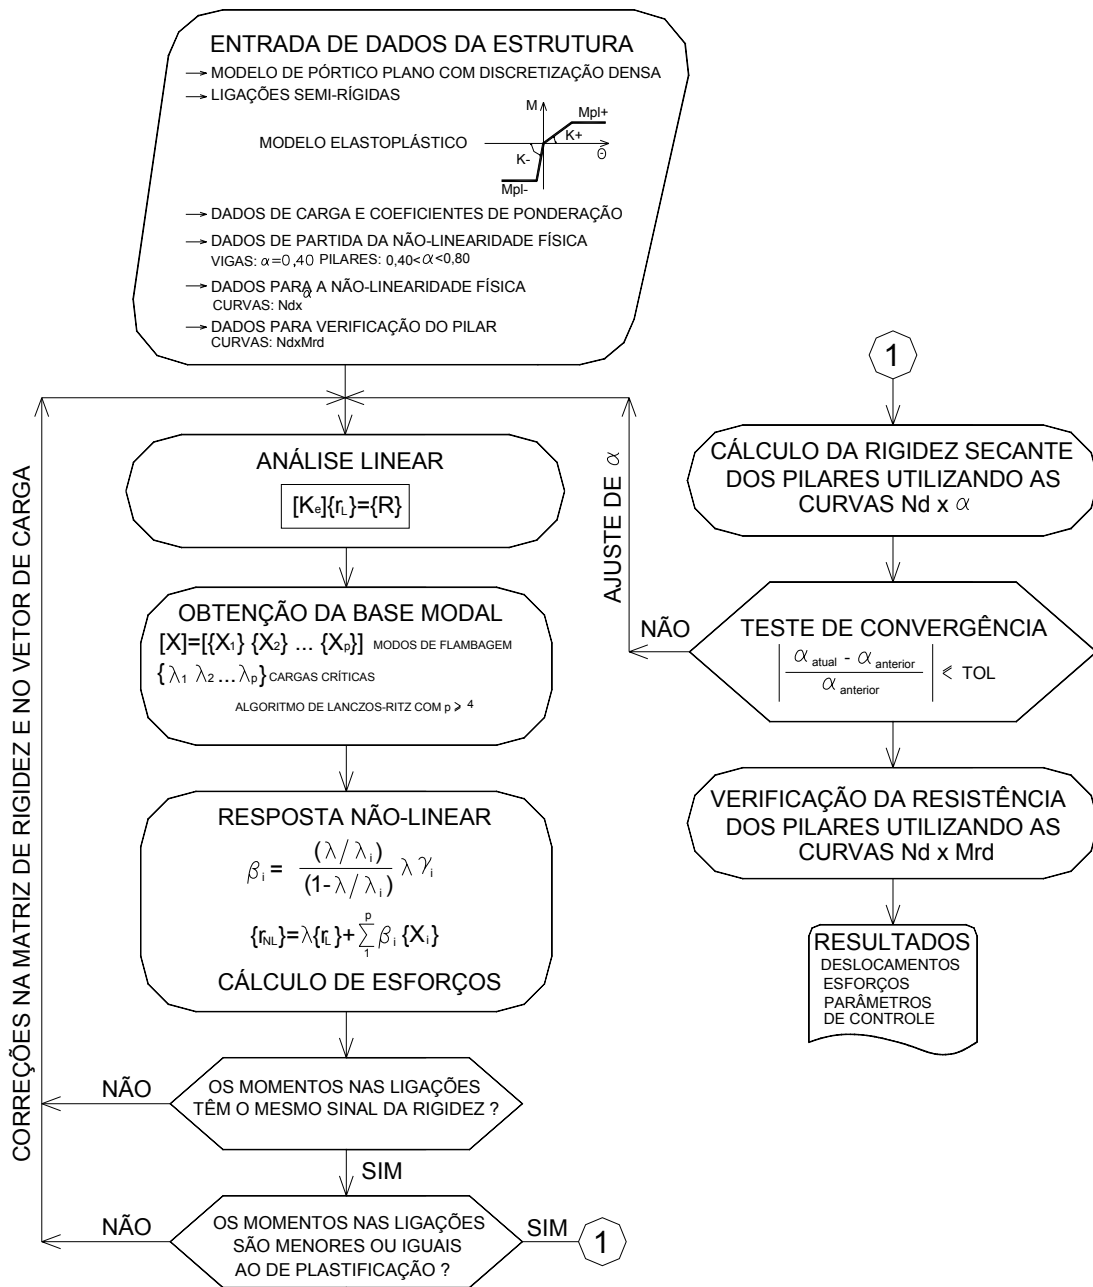 ENTRADA DE DADOS DA ESTRUTURA
→ MODELO DE PÓRTICO PLANO COM DISCRETIZAÇÃO DENSA
→ LIGAÇÕES SEMI-RÍGIDAS
MODELO ELASTOPLÁSTICO
M
Mpl+
K+
Θ
K-
Mpl-
→ DADOS DE CARGA E COEFICIENTES DE PONDERAÇÃO
→ DADOS DE PARTIDA DA NÃO-LINEARIDADE FÍSICA
VIGAS: α=0,40 PILARES: 0,40<α<0,80
→ DADOS PARA A NÃO-LINEARIDADE FÍSICA
CURVAS: Ndxα
→ DADOS PARA VERIFICAÇÃO DO PILAR
CURVAS: NdxMrd
CORREÇÕES NA MATRIZ DE RIGIDEZ E NO VETOR DE CARGA
ANÁLISE LINEAR
[Ke]{rL}={R}
OBTENÇÃO DA BASE MODAL
[X]=[{X1} {X2} ... {Xp}] MODOS DE FLAMBAGEM
{λ1 λ2 ... λp} CARGAS CRÍTICAS
ALGORITMO DE LANCZOS-RITZ COM p ⩾ 4
RESPOSTA NÃO-LINEAR
βi = (λ/λi) / (1-λ/λi) λ γi
{rNL}=λ{rL}+∑ 1 p βi {Xi}
CÁLCULO DE ESFORÇOS
NÃO
OS MOMENTOS NAS LIGAÇÕES
TÊM O MESMO SINAL DA RIGIDEZ ?
SIM
NÃO
OS MOMENTOS NAS LIGAÇÕES
SÃO MENORES OU IGUAIS
AO DE PLASTIFICAÇÃO ?
SIM
1
1
CÁLCULO DA RIGIDEZ SECANTE
DOS PILARES UTILIZANDO AS
CURVAS Nd x α
AJUSTE DE α
NÃO
TESTE DE CONVERGÊNCIA
| (α atual - α anterior) / α anterior | ⩽ TOL
VERIFICAÇÃO DA RESISTÊNCIA
DOS PILARES UTILIZANDO AS
CURVAS Nd x Mrd
RESULTADOS
DESLOCAMENTOS
ESFORÇOS
PARÂMETROS
DE CONTROLE